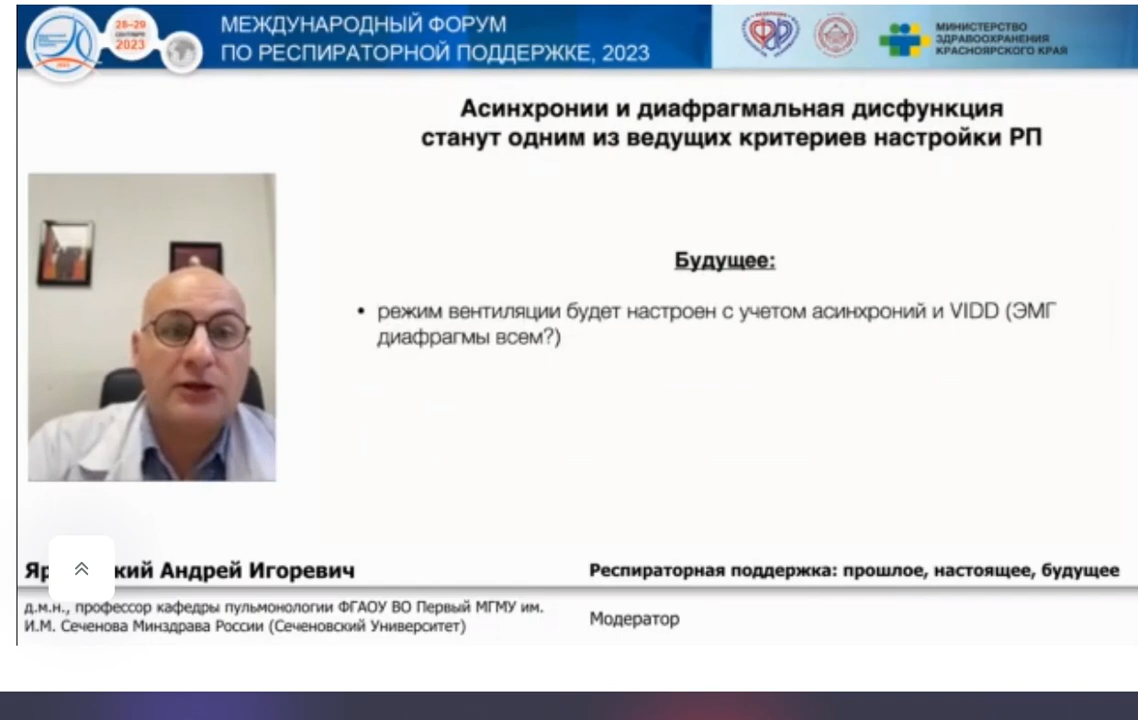 28–29
СЕНТЯБРЯ
2023
МЕЖДУНАРОДНЫЙ ФОРУМ
ПО РЕСПИРАТОРНОЙ ПОДДЕРЖКЕ, 2023
МИНИСТЕРСТВО
ЗДРАВООХРАНЕНИЯ
КРАСНОЯРСКОГО КРАЯ
Асинхронии и диафрагмальная дисфункция
станут одним из ведущих критериев настройки РП
Будущее:
• режим вентиляции будет настроен с учетом асинхроний и VIDD (ЭМГ
диафрагмы всем?)
Андрей Игоревич
Респираторная поддержка: прошлое, настоящее, будущее
д.м.н., профессор кафедры пульмонологии ФГАОУ ВО Первый МГМУ им.
И.М. Сеченова Минздрава России (Сеченовский Университет)
Модератор